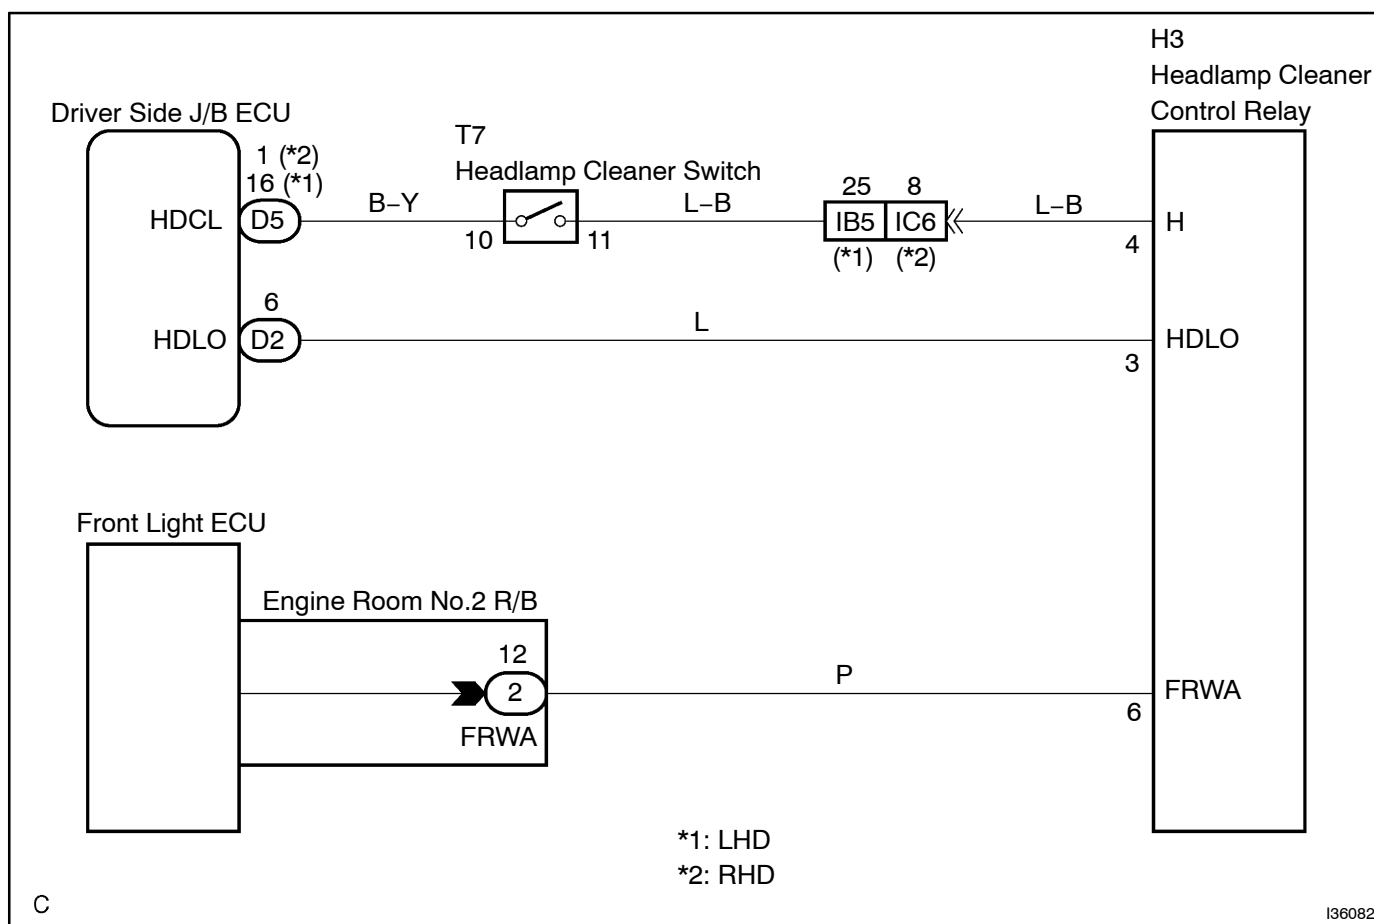 H3
Headlamp Cleaner
Control Relay
Driver Side J/B ECU
1 (*2)
16 (*1)
HDCL
D5
B–Y
T7
Headlamp Cleaner Switch
10
11
L–B
25
8
IB5
IC6
(*1)
(*2)
L–B
4
H
6
HDLO
D2
L
3
HDLO
Front Light ECU
Engine Room No.2 R/B
12
2
FRWA
P
6
FRWA
*1: LHD
*2: RHD
C
I36082